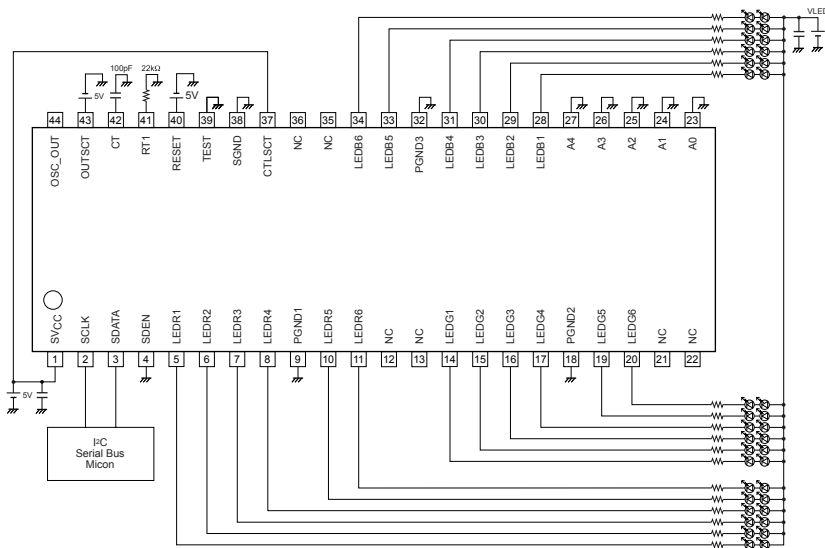 VLED
100pF 22kΩ
5V 5V
44 43 42 41 40 39 38 37 36 35 34 33 32 31 30 29 28 27 26 25 24 23
OSC_OUT OUTSCT CT RT1 RESET TEST SGND CTLSCT NC NC LEDB6 LEDB5 PGND3 LEDB4 LEDB3 LEDB2 LEDB1 A4 A3 A2 A1 A0
SVCC SCLK SDATA SDEN LEDR1 LEDR2 LEDR3 LEDR4 PGND1 LEDR5 LEDR6 NC NC LEDG1 LEDG2 LEDG3 LEDG4 PGND2 LEDG5 LEDG6 NC NC
1 2 3 4 5 6 7 8 9 10 11 12 13 14 15 16 17 18 19 20 21 22
5V
I²C
Serial Bus
Micon